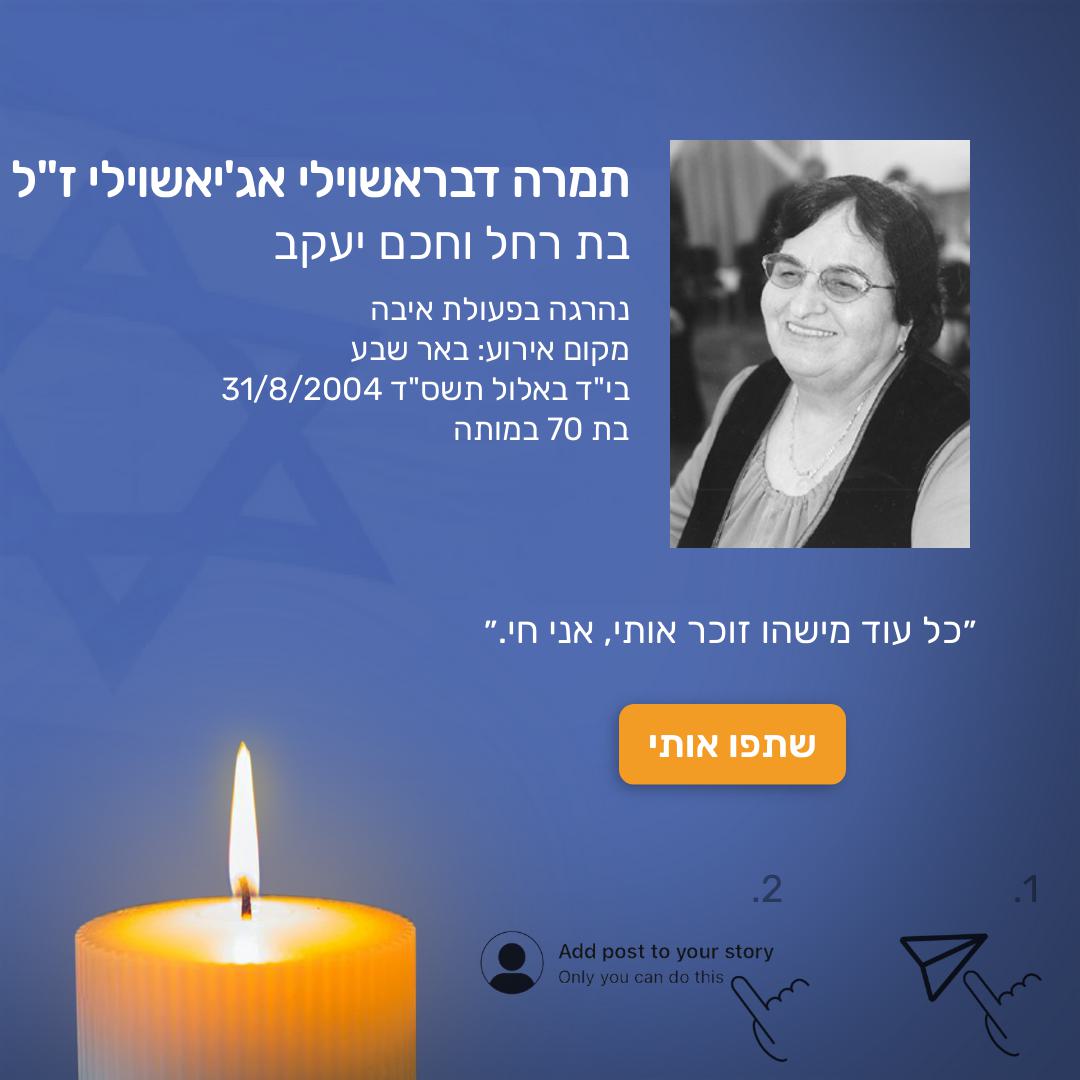 תמרה דבראשוילי אג'יאשוילי ז"ל
בת רחל וחכם יעקב
נהרגה בפעולת איבה
מקום אירוע: באר שבע
בי"ד באלול תשס"ד 31/8/2004
בת 70 במותה
״כל עוד מישהו זוכר אותי, אני חי.״
שתפו אותי
1.
2.
Add post to your story
Only you can do this